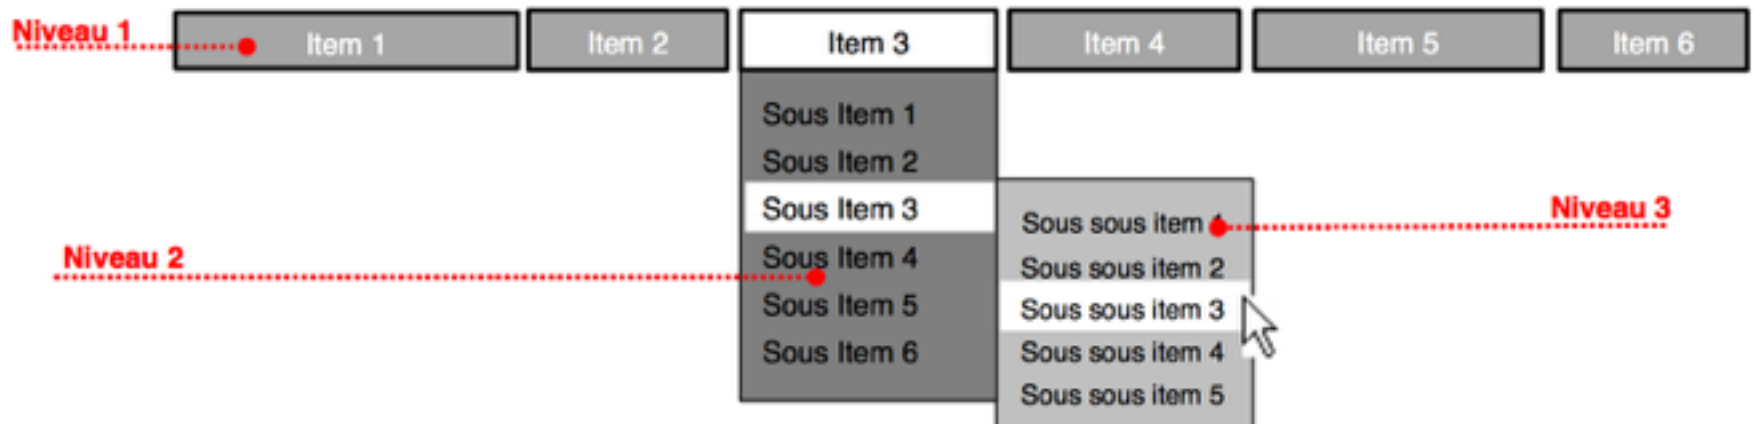 Niveau 1
Item 1
Item 2
Item 3
Item 4
Item 5
Item 6
Sous Item 1
Sous Item 2
Sous Item 3
Niveau 2
Sous Item 4
Sous Item 5
Sous Item 6
Sous sous item 1
Niveau 3
Sous sous item 2
Sous sous item 3
Sous sous item 4
Sous sous item 5